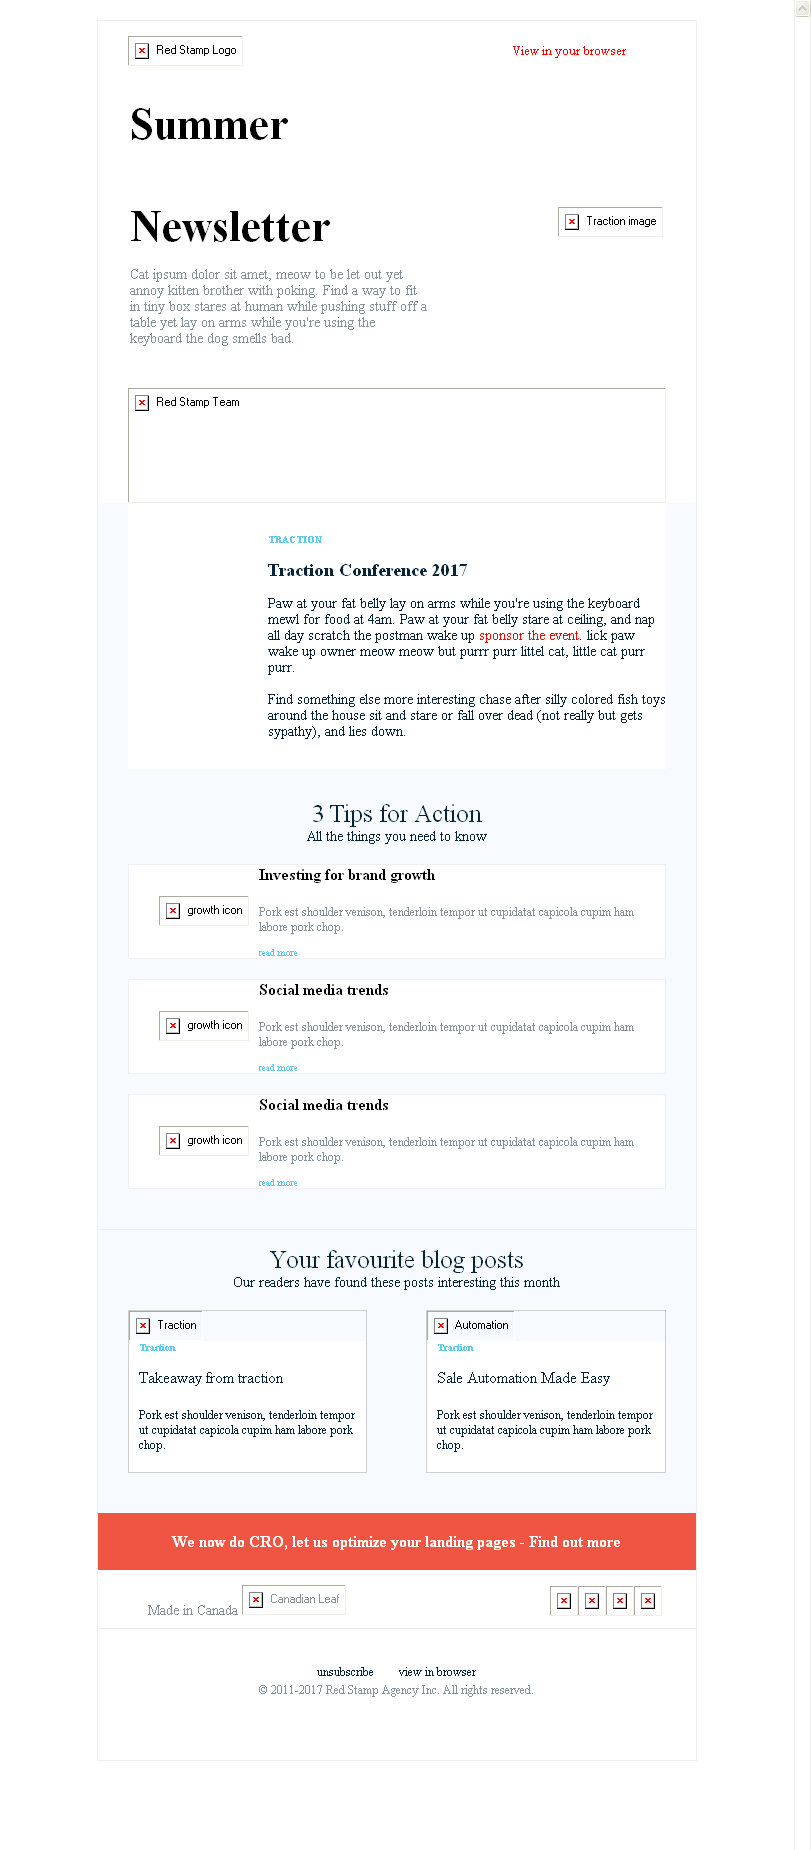 Red Stamp Logo
View in your browser
Summer
Newsletter
Traction image
Cat ipsum dolor sit amet, meow to be let out yet
annoy kitten brother with poking. Find a way to fit
in tiny box stares at human while pushing stuff off a
table yet lay on arms while you're using the
keyboard the dog smells bad.
Red Stamp Team
TRACTION
Traction Conference 2017
Paw at your fat belly lay on arms while you're using the keyboard
mewl for food at 4am. Paw at your fat belly stare at ceiling, and nap
all day scratch the postman wake up sponsor the event. lick paw
wake up owner meow meow but purrr purr littel cat, little cat purr
purr.
Find something else more interesting chase after silly colored fish toys
around the house sit and stare or fall over dead (not really but gets
sypathy), and lies down.
3 Tips for Action
All the things you need to know
Investing for brand growth
growth icon
Pork est shoulder venison, tenderloin tempor ut cupidatat capicola cupim ham
labore pork chop.
read more
Social media trends
growth icon
Pork est shoulder venison, tenderloin tempor ut cupidatat capicola cupim ham
labore pork chop.
read more
Social media trends
growth icon
Pork est shoulder venison, tenderloin tempor ut cupidatat capicola cupim ham
labore pork chop.
read more
Your favourite blog posts
Our readers have found these posts interesting this month
Traction
Traction
Takeaway from traction
Pork est shoulder venison, tenderloin tempor
ut cupidatat capicola cupim ham labore pork
chop.
Automation
Traction
Sale Automation Made Easy
Pork est shoulder venison, tenderloin tempor
ut cupidatat capicola cupim ham labore pork
chop.
We now do CRO, let us optimize your landing pages - Find out more
Made in Canada Canadian Leaf
unsubscribe view in browser
© 2011-2017 Red Stamp Agency Inc. All rights reserved.